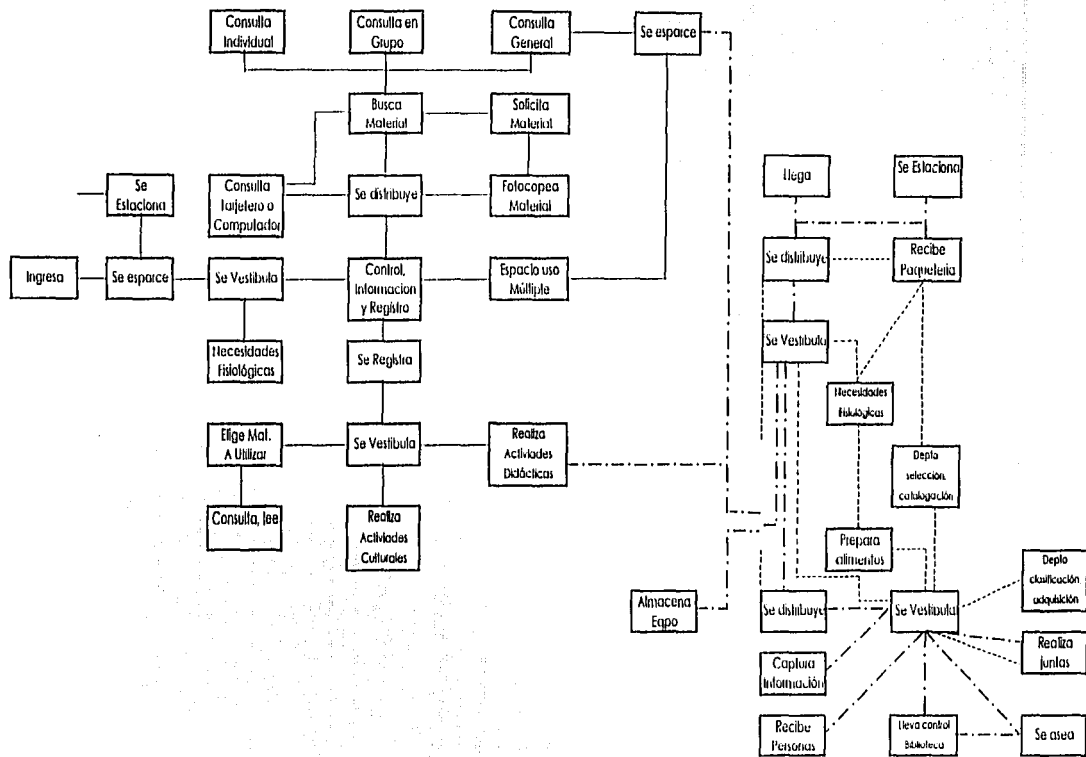 Consulta
Individual
Consulta en
Grupo
Consulta
General
Se esparce
Busca
Material
Solicita
Material
Se
Estaciona
Consulta
Tarjetero o
Computador
Se distribuye
Fotocopea
Material
Ingresa
Se esparce
Se Vestibula
Control,
Informacion
y Registro
Espacio uso
Múltiple
Necesidades
Fisiológicas
Se Registra
Elige Mat.
A Utilizar
Se Vestibula
Realiza
Actividades
Didácticas
Consulta, lee
Realiza
Actividades
Culturales
Llega
Se Estaciona
Se distribuye
Recibe
Paquetería
Se Vestibula
Necesidades
Fisiológicas
Depto
selección.
catalogación
Prepara
alimentos
Depto
clasificación
adquisición
Almacena
Eqpo
Se distribuye
Se Vestibula
Captura
Información
Realiza
juntas
Recibe
Personas
Lleva control
Biblioteca
Se asea